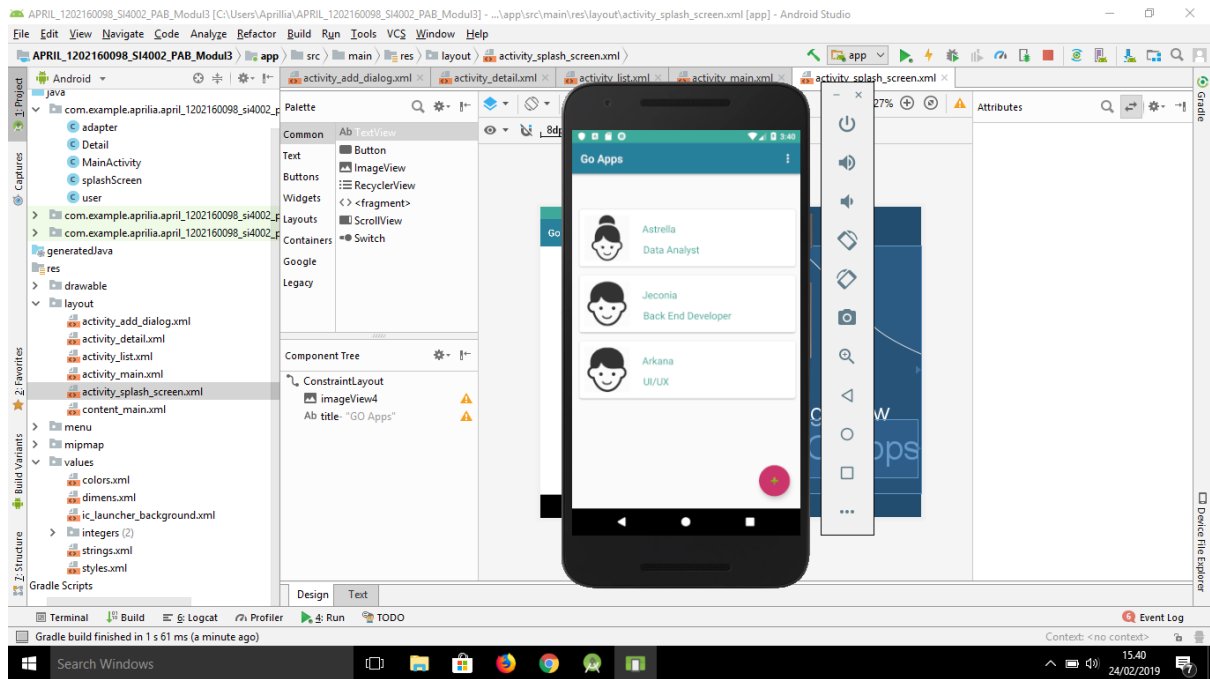 APRIL_1202160098_SI4002_PAB_Modul3 [C:\Users\Aprillia\APRIL_1202160098_SI4002_PAB_Modul3] - ...\app\src\main\res\layout\activity_splash_screen.xml [app] - Android Studio
File Edit View Navigate Code Analyze Refactor Build Run Tools VCS Window Help
APRIL_1202160098_SI4002_PAB_Modul3 app src main res layout activity_splash_screen.xml
app
Android
activity_add_dialog.xml activity_detail.xml activity_list.xml activity_main.xml activity_splash_screen.xml
1: Project
Captures
2: Favorites
Build Variants
Z: Structure
java
com.example.aprilia.april_1202160098_si4002_p
adapter
Detail
MainActivity
splashScreen
user
com.example.aprilia.april_1202160098_si4002_p
com.example.aprilia.april_1202160098_si4002_p
generatedJava
res
drawable
layout
activity_add_dialog.xml
activity_detail.xml
activity_list.xml
activity_main.xml
activity_splash_screen.xml
content_main.xml
menu
mipmap
values
colors.xml
dimens.xml
ic_launcher_background.xml
integers (2)
strings.xml
styles.xml
Gradle Scripts
Palette
Common
Text
Buttons
Widgets
Layouts
Containers
Google
Legacy
Ab TextView
Button
ImageView
RecyclerView
<> <fragment>
ScrollView
Switch
Component Tree
ConstraintLayout
imageView4
Ab title- "GO Apps"
8dp
27%
Go
3:40
Go Apps
Astrella
Data Analyst
Jeconia
Back End Developer
Arkana
UI/UX
+
w
pps
Attributes
Gradle
Device File Explorer
Design Text
Terminal Build 6: Logcat Profiler 4: Run TODO
Event Log
Gradle build finished in 1 s 61 ms (a minute ago)
Context: <no context>
Search Windows
15.40
24/02/2019
7